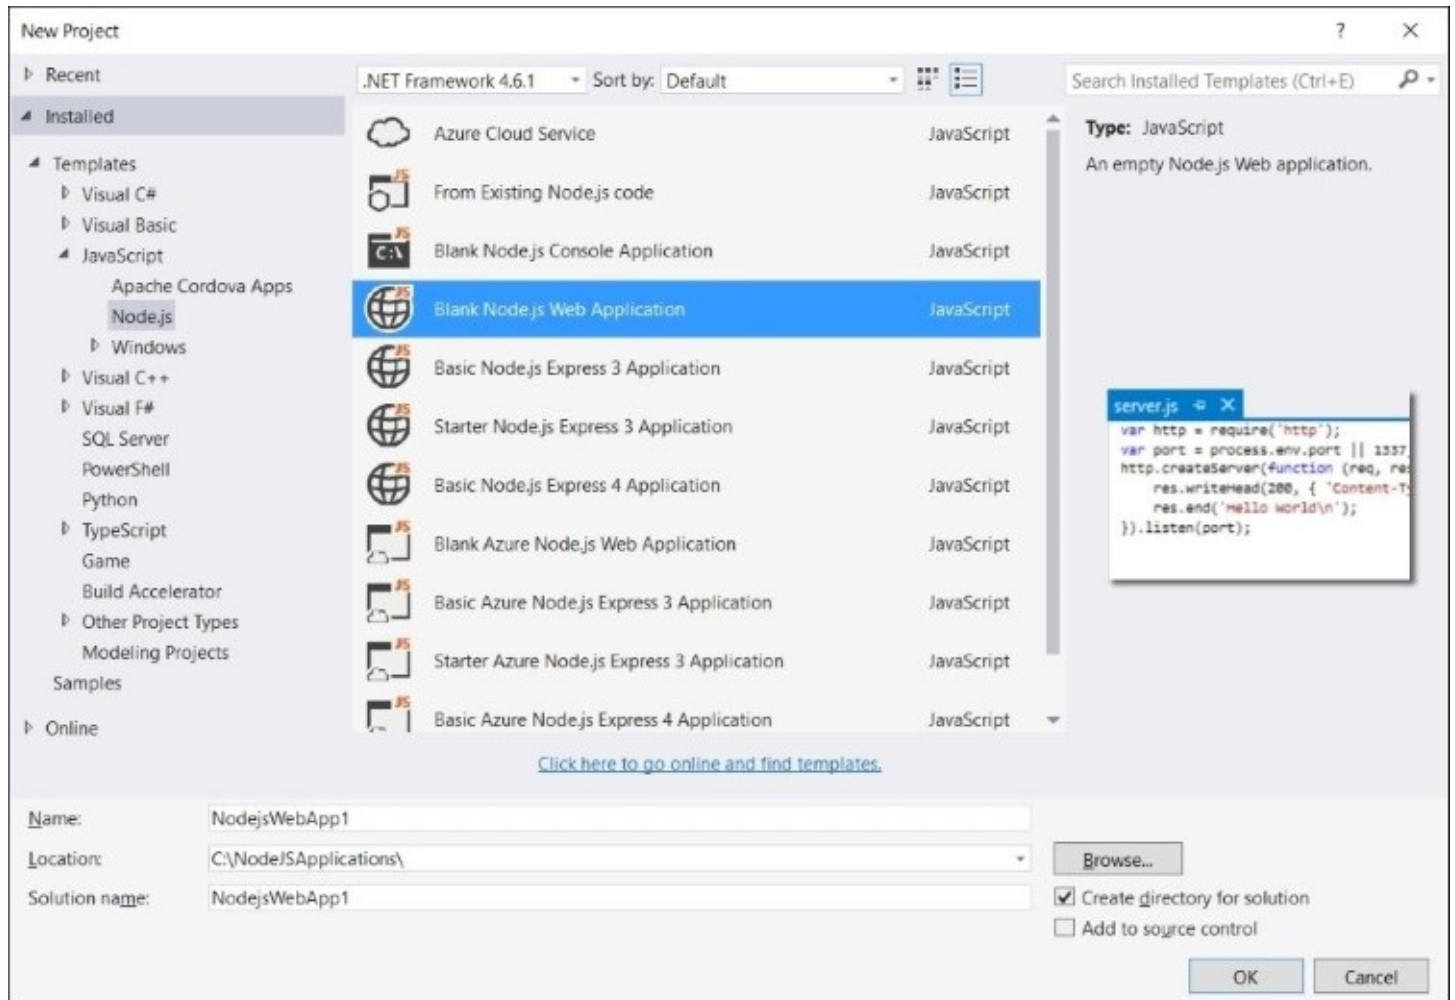 New Project
?
Recent
Installed
Templates
Visual C#
Visual Basic
JavaScript
Apache Cordova Apps
Node.js
Windows
Visual C++
Visual F#
SQL Server
PowerShell
Python
TypeScript
Game
Build Accelerator
Other Project Types
Modeling Projects
Samples
Online
.NET Framework 4.6.1 Sort by: Default
Azure Cloud Service JavaScript
From Existing Node.js code JavaScript
Blank Node.js Console Application JavaScript
Blank Node.js Web Application JavaScript
Basic Node.js Express 3 Application JavaScript
Starter Node.js Express 3 Application JavaScript
Basic Node.js Express 4 Application JavaScript
Blank Azure Node.js Web Application JavaScript
Basic Azure Node.js Express 3 Application JavaScript
Starter Azure Node.js Express 3 Application JavaScript
Basic Azure Node.js Express 4 Application JavaScript
Click here to go online and find templates.
Search Installed Templates (Ctrl+E)
Type: JavaScript
An empty Node.js Web application.
server.js
var http = require('http');
var port = process.env.port || 1337
http.createServer(function (req, res
res.writeHead(200, { 'Content-Ty
res.end('Hello World\n');
}).listen(port);
Name: NodejsWebApp1
Location: C:\NodeJSApplications\ Browse...
Solution name: NodejsWebApp1 Create directory for solution
Add to source control
OK Cancel